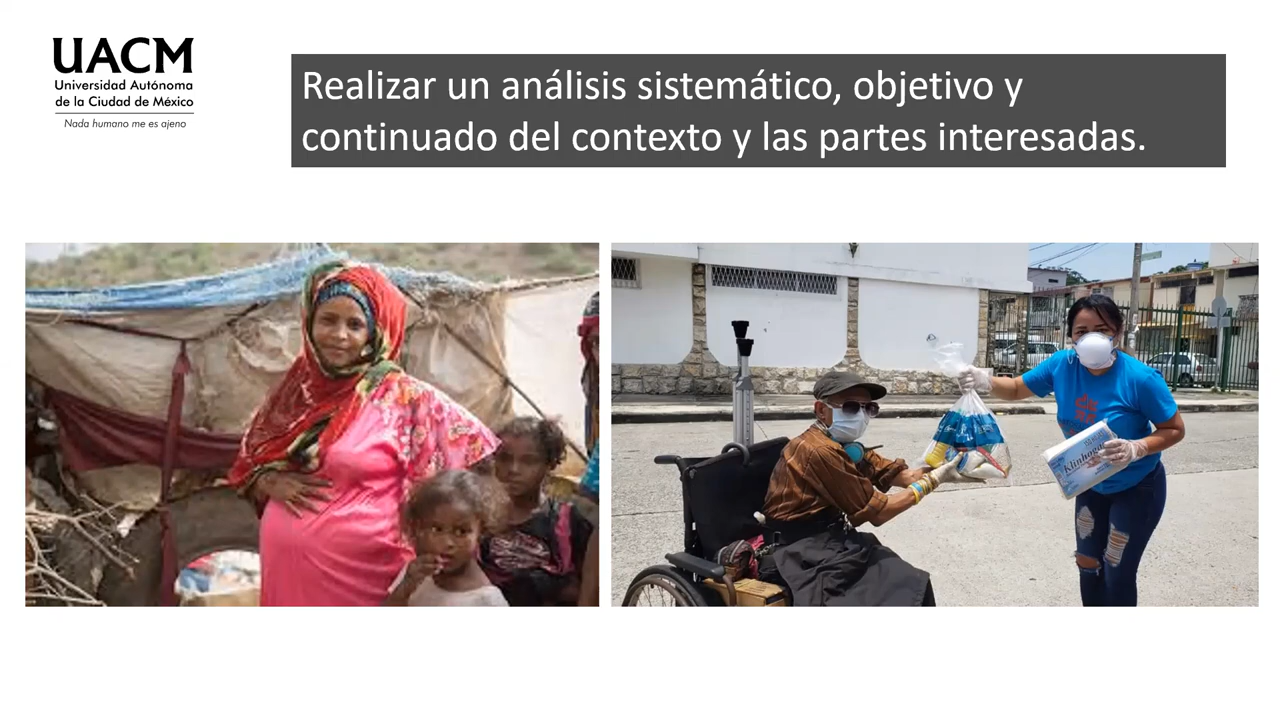 UACM
Universidad Autónoma
de la Ciudad de México
Nada humano me es ajeno
Realizar un análisis sistemático, objetivo y
continuado del contexto y las partes interesadas.
Klinhogar